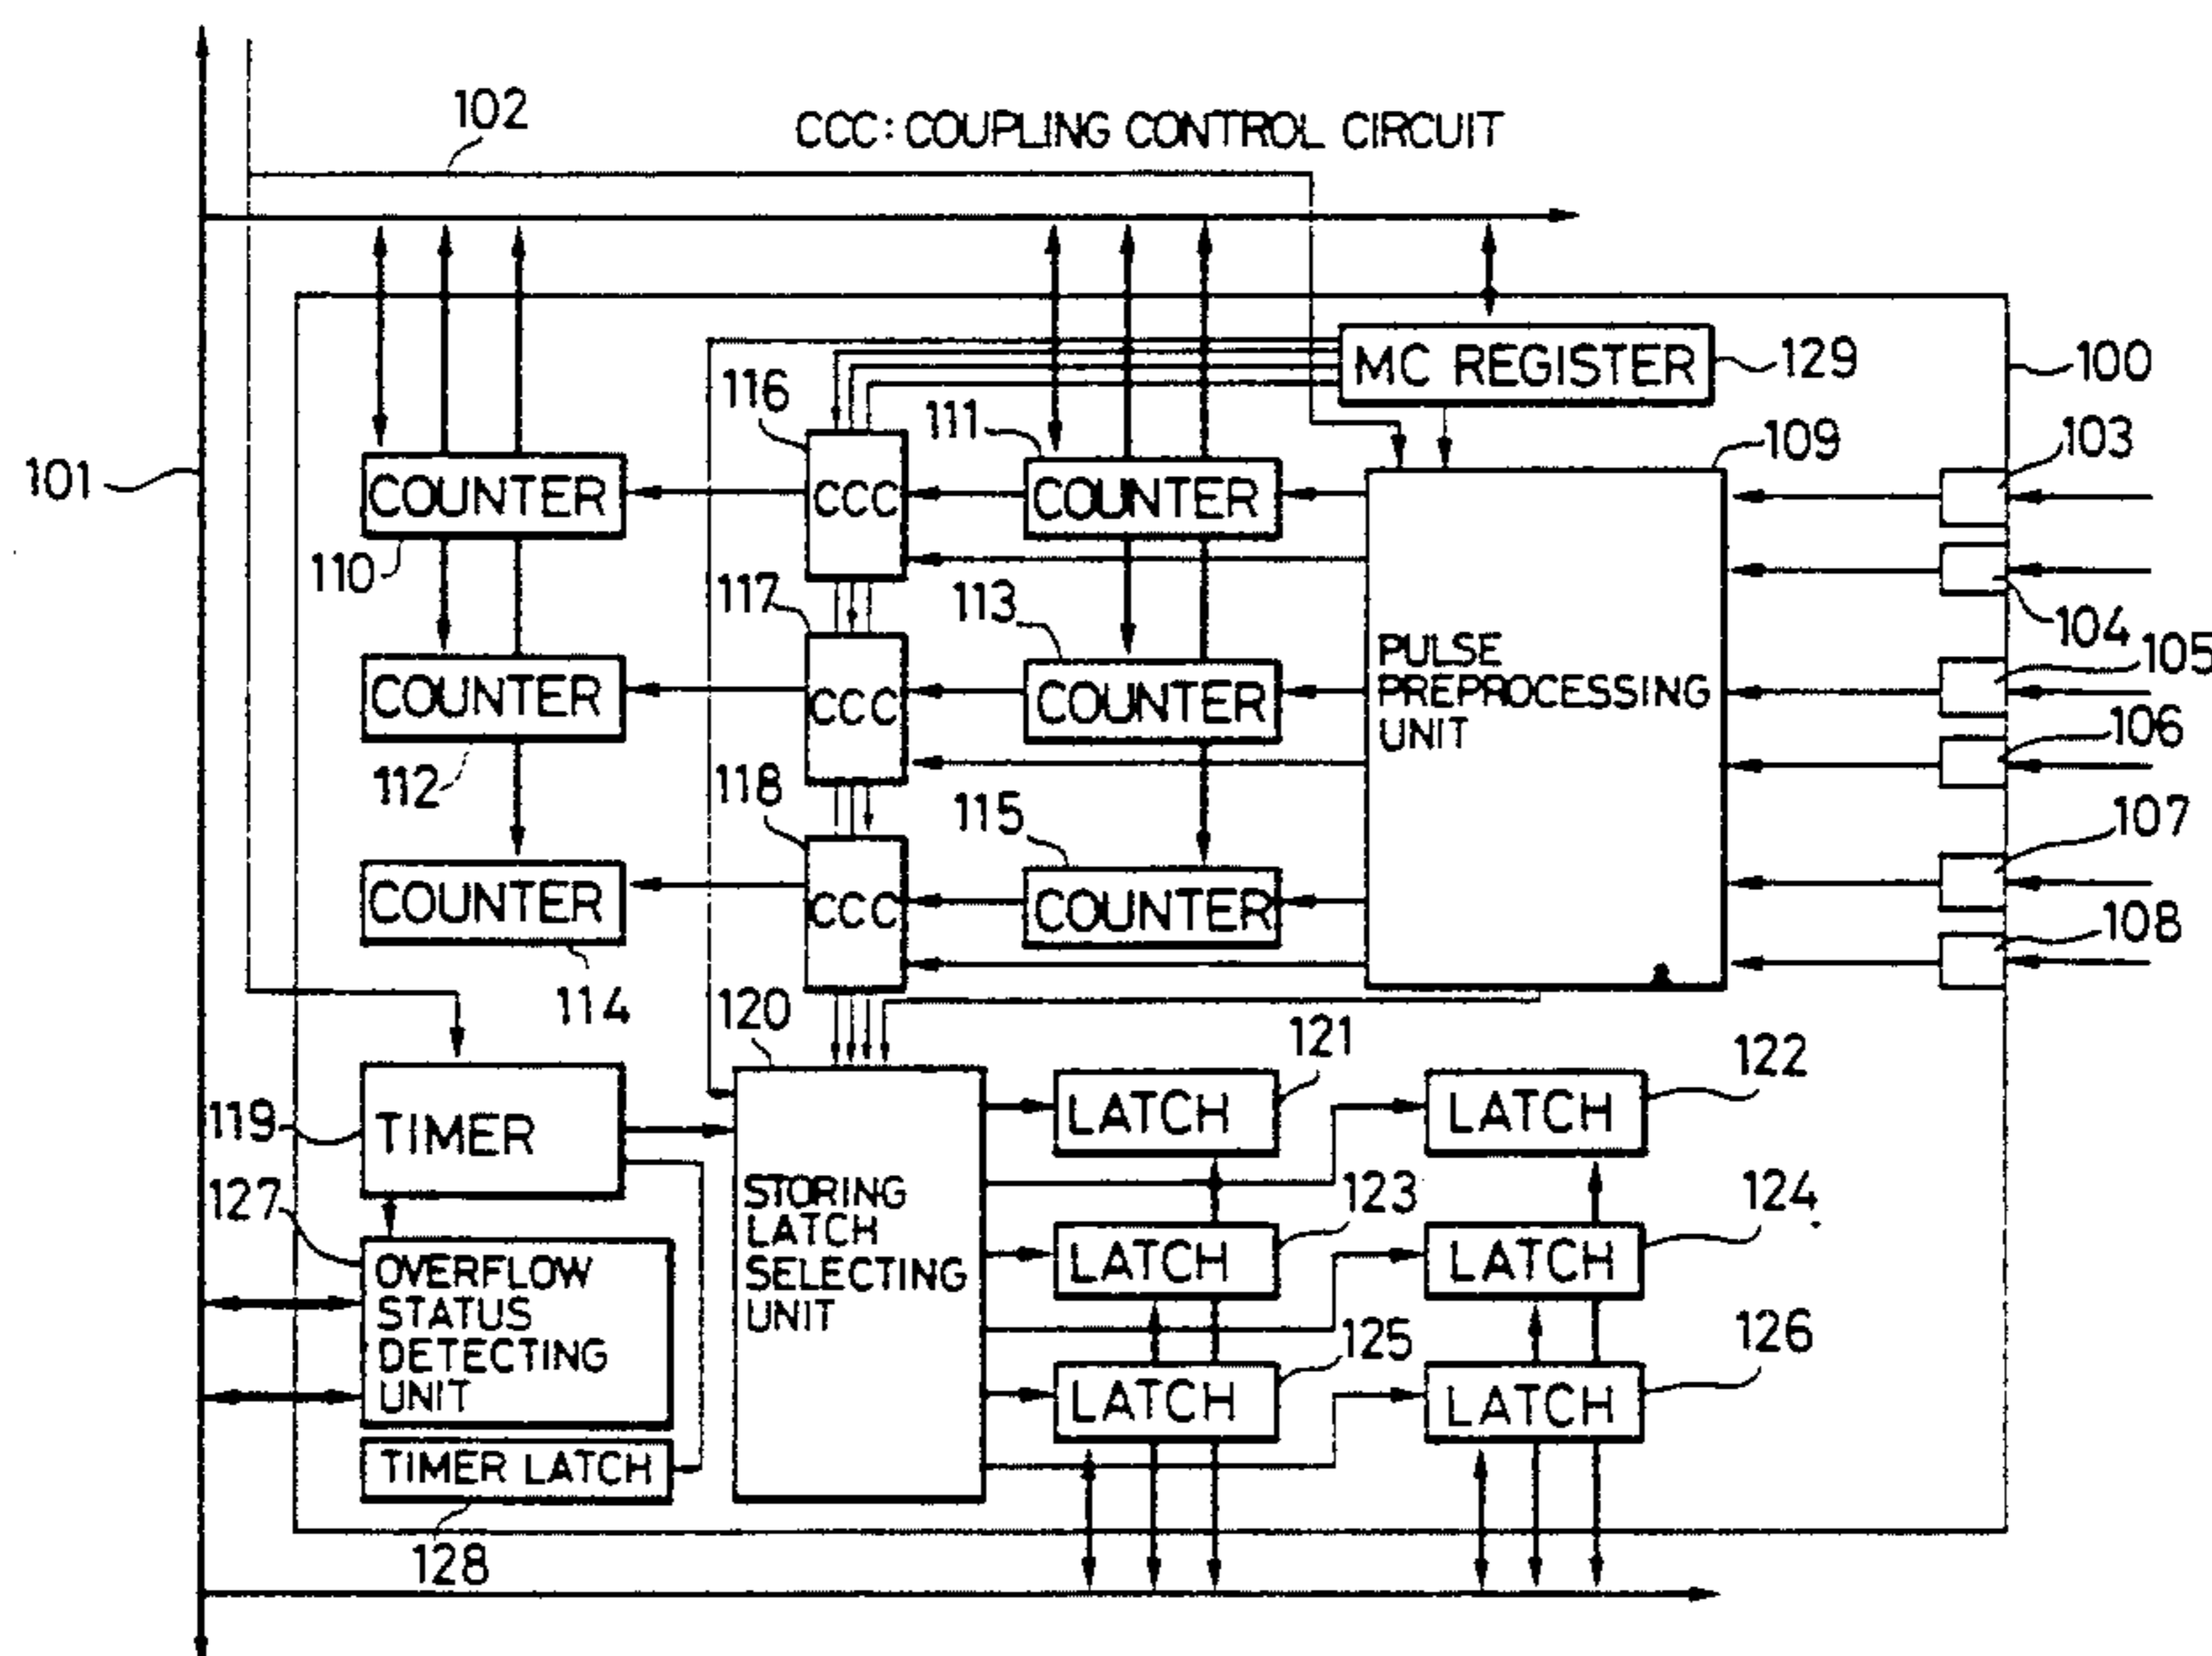 102
CCC: COUPLING CONTROL CIRCUIT
101
MC REGISTER
129
100
116
111
109
103
COUNTER
CCC
COUNTER
110
104
117
113
105
PULSE
PREPROCESSING
UNIT
COUNTER
CCC
COUNTER
106
112
118
115
107
COUNTER
CCC
COUNTER
108
114
120
121
122
119
TIMER
LATCH
LATCH
127
STORING
LATCH
SELECTING
UNIT
123
124
OVERFLOW
STATUS
DETECTING
UNIT
LATCH
LATCH
125
126
LATCH
LATCH
TIMER LATCH
128